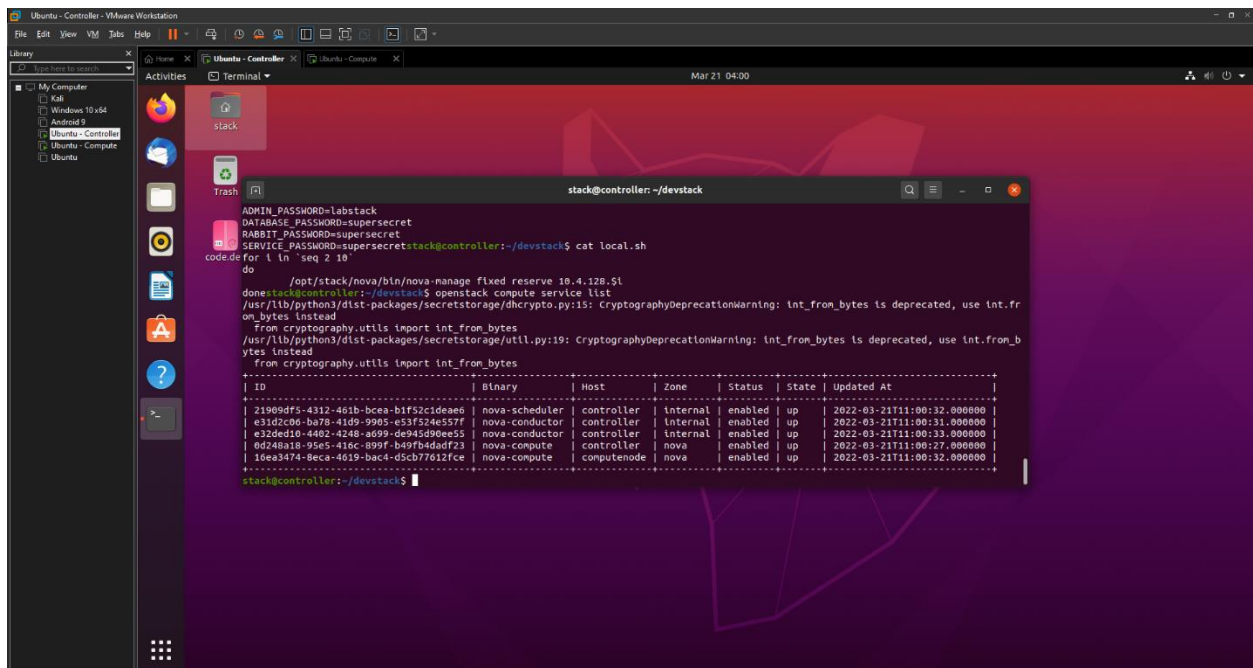 Ubuntu - Controller - VMware Workstation
File Edit View VM Tabs Help
Library
Type here to search
My Computer
Kali
Windows 10 x64
Android 9
Ubuntu - Controller
Ubuntu - Compute
Ubuntu
Home
Ubuntu - Controller
Ubuntu - Compute
Activities
Terminal
Mar 21 04:00
stack
Trash
code.de
stack@controller: ~/devstack
ADMIN_PASSWORD=labstack
DATABASE_PASSWORD=supersecret
RABBIT_PASSWORD=supersecret
SERVICE_PASSWORD=supersecretstack@controller:~/devstack$ cat local.sh
for i in `seq 2 10`
do
/opt/stack/nova/bin/nova-manage fixed reserve 10.4.128.$i
donestack@controller:~/devstack$ openstack compute service list
/usr/lib/python3/dist-packages/secretstorage/dhcrypto.py:15: CryptographyDeprecationWarning: int_from_bytes is deprecated, use int.fr
om_bytes instead
from cryptography.utils import int_from_bytes
/usr/lib/python3/dist-packages/secretstorage/util.py:19: CryptographyDeprecationWarning: int_from_bytes is deprecated, use int.from_b
ytes instead
from cryptography.utils import int_from_bytes
| ID | Binary | Host | Zone | Status | State | Updated At |
| 21909df5-4312-461b-bcea-b1f52c1deae6 | nova-scheduler | controller | internal | enabled | up | 2022-03-21T11:00:32.000000 |
| e31d2c06-ba78-41d9-9905-e53f524e557f | nova-conductor | controller | internal | enabled | up | 2022-03-21T11:00:31.000000 |
| e32ded10-4402-4248-a699-de945d90ee55 | nova-conductor | controller | internal | enabled | up | 2022-03-21T11:00:33.000000 |
| 0d248a18-95e5-416c-899f-b49fb4dadf23 | nova-compute | controller | nova | enabled | up | 2022-03-21T11:00:27.000000 |
| 16ea3474-8eca-4619-bac4-d5cb77612fce | nova-compute | computenode | nova | enabled | up | 2022-03-21T11:00:32.000000 |
stack@controller:~/devstack$